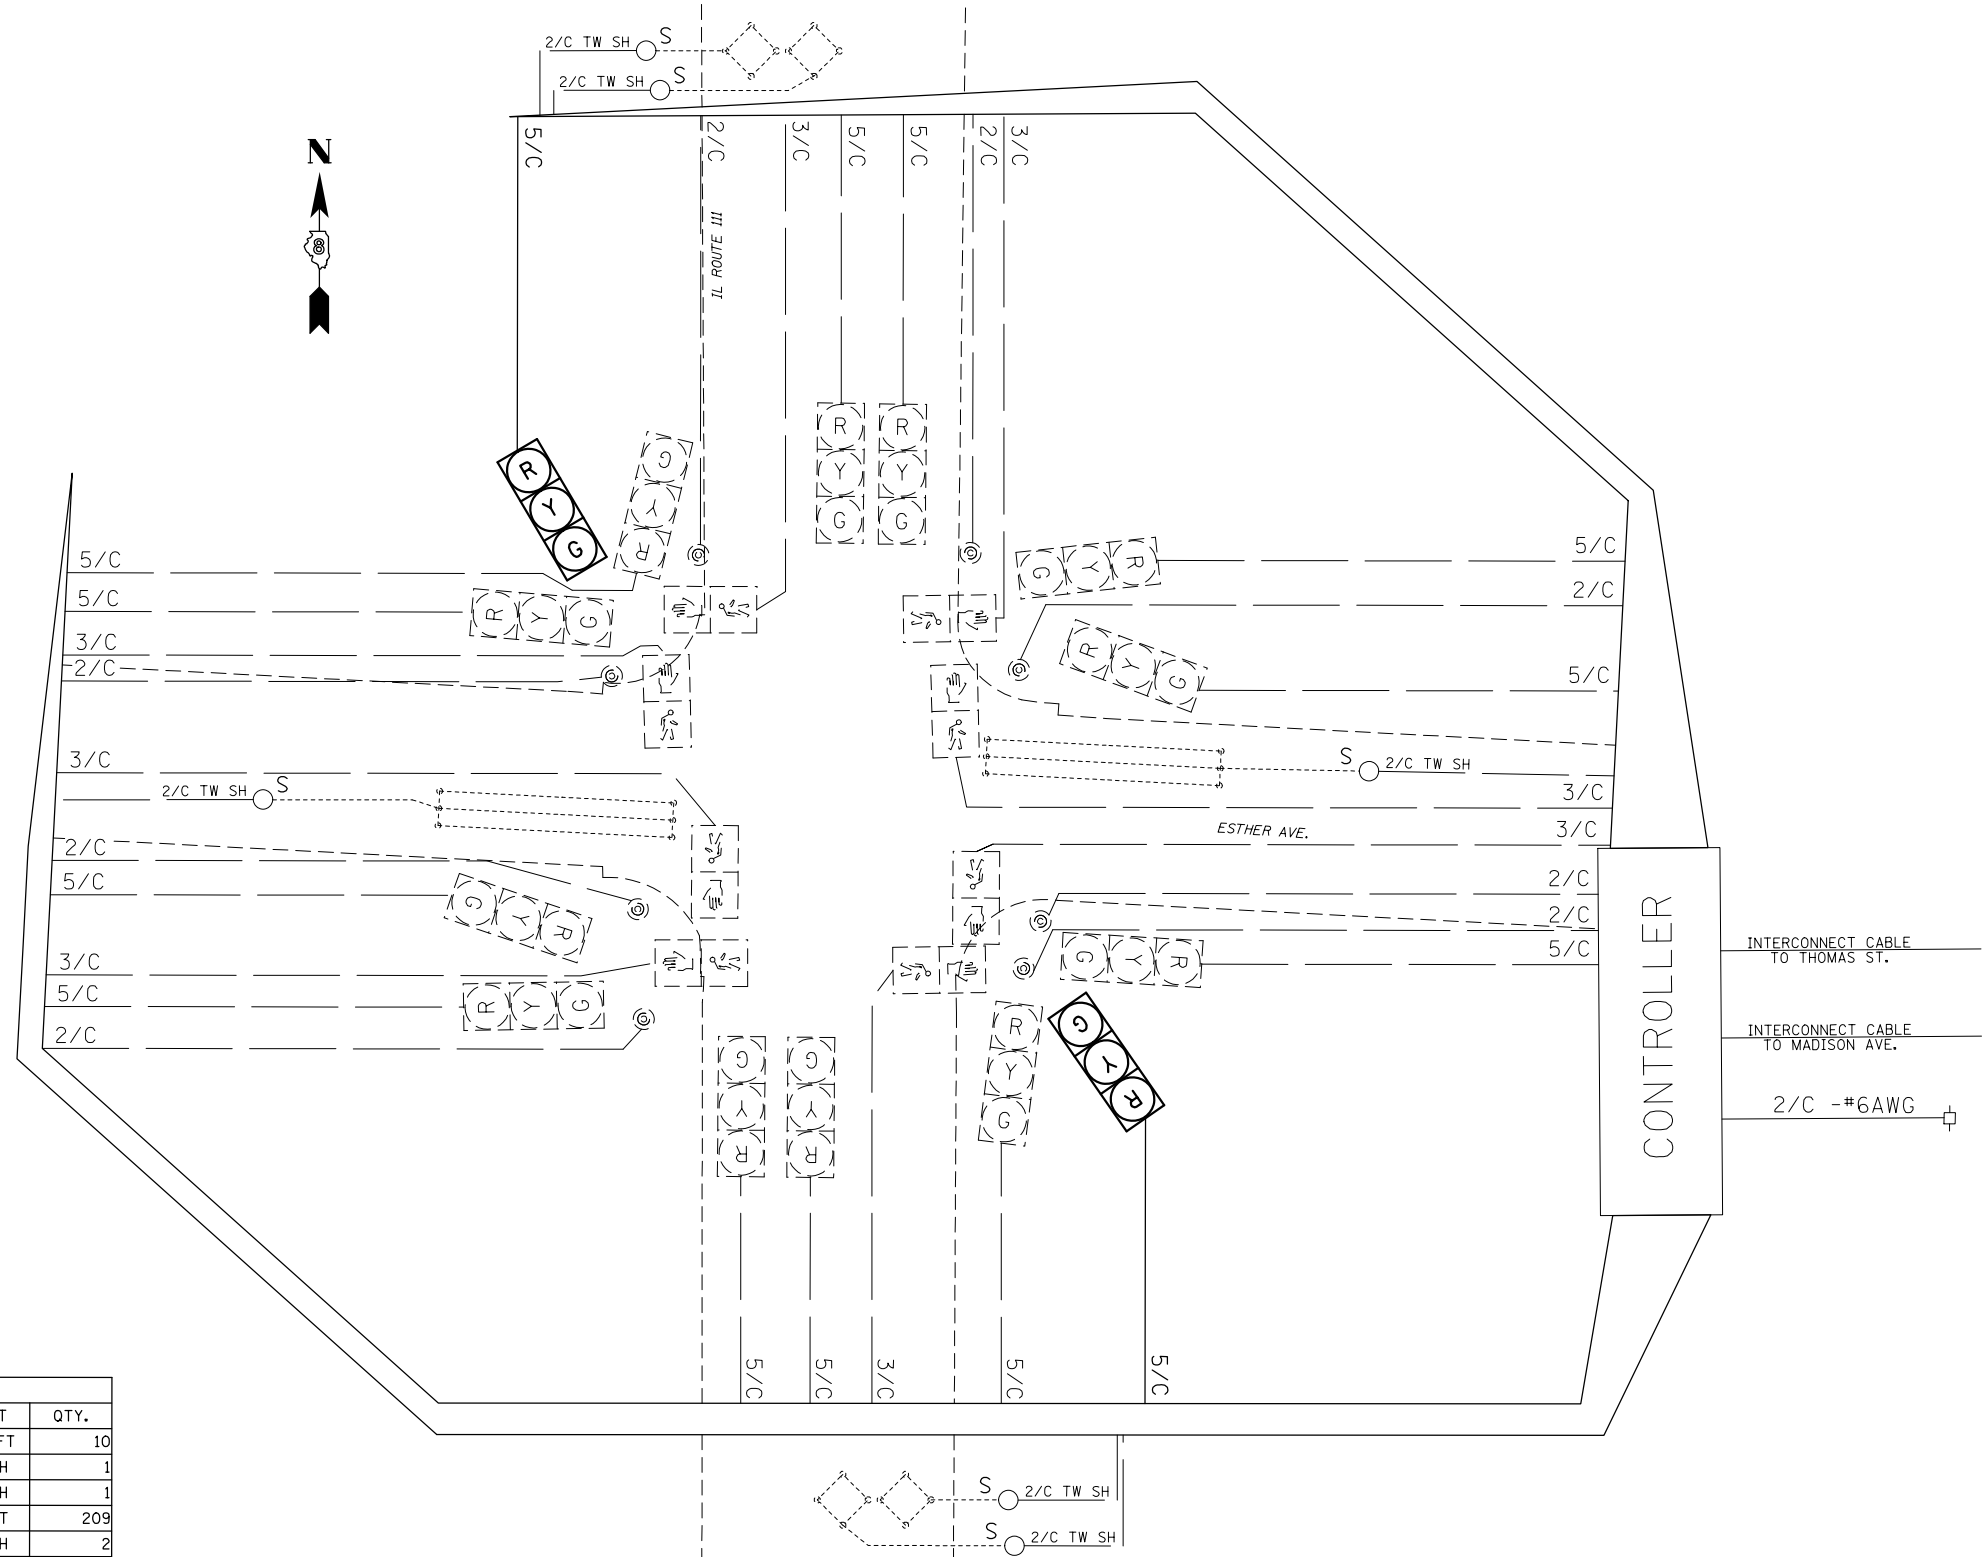 2/C TW SH S
2/C TW SH S
N
8
5/C
2/C
3/C
5/C
5/C
2/C
3/C
IL ROUTE 111
R
Y
G
G
Y
R
R
Y
G
R
Y
G
5/C
5/C
3/C
2/C
R Y G
G Y R
5/C
2/C
R Y G
5/C
3/C
2/C TW SH S
S 2/C TW SH
3/C
ESTHER AVE.
3/C
2/C
5/C
G Y R
2/C
2/C
5/C
G Y R
3/C
5/C
2/C
R Y G
G
Y
R
G
Y
R
R
Y
G
G
Y
R
CONTROLLER
INTERCONNECT CABLE
TO THOMAS ST.
INTERCONNECT CABLE
TO MADISON AVE.
2/C -#6AWG
5/C
5/C
3/C
5/C
5/C
S 2/C TW SH
S 2/C TW SH
T QTY.
FT 10
H 1
H 1
T 209
H 2